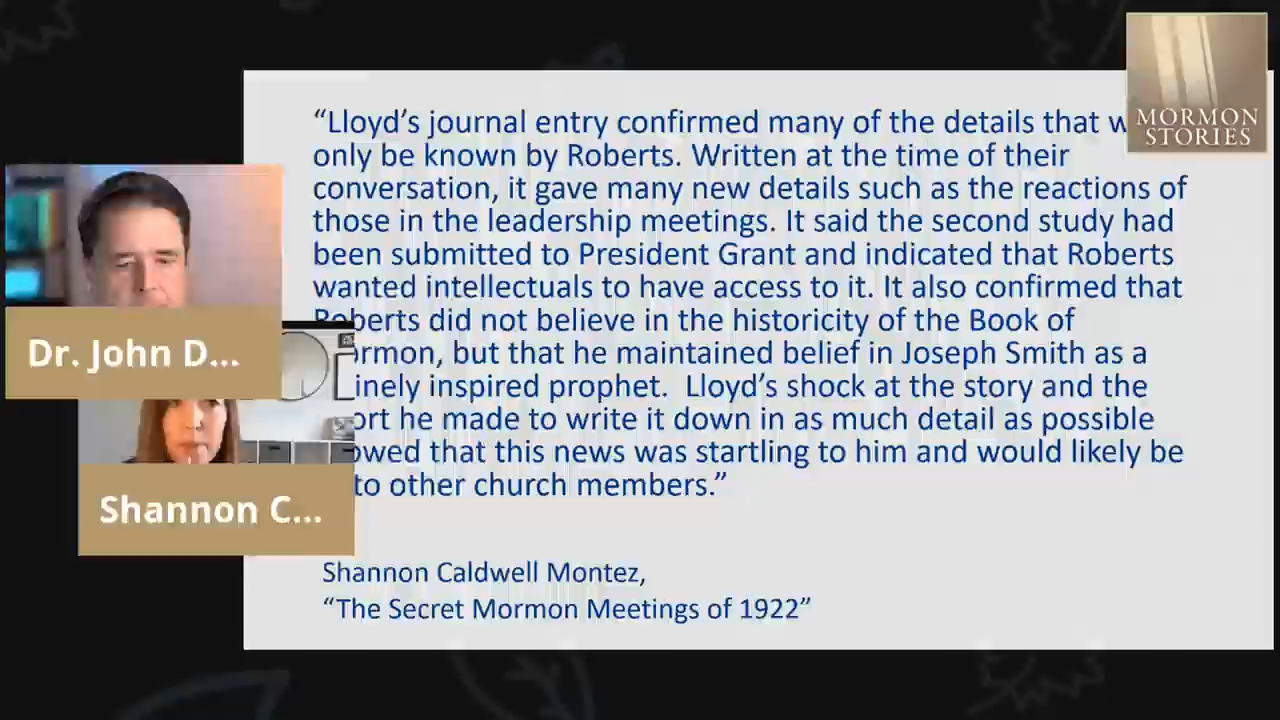 “Lloyd’s journal entry confirmed many of the details that
only be known by Roberts. Written at the time of their
conversation, it gave many new details such as the reactions of
those in the leadership meetings. It said the second study had
been submitted to President Grant and indicated that Roberts
wanted intellectuals to have access to it. It also confirmed that
Roberts did not believe in the historicity of the Book of
but that he maintained belief in Joseph Smith as a
inspired prophet. Lloyd’s shock at the story and the
he made to write it down in as much detail as possible
that this news was startling to him and would likely be
to other church members.”
Shannon Caldwell Montez,
“The Secret Mormon Meetings of 1922”
Dr. John D...
Shannon C...
MORMON
STORIES